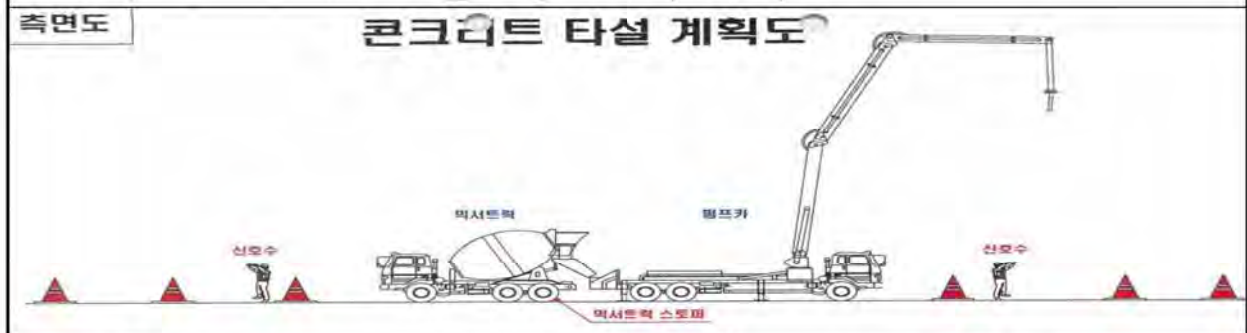 측면도
콘크리트 타설 계획도
믹서트럭
펌프카
신호수
신호수
믹서트럭 스토퍼